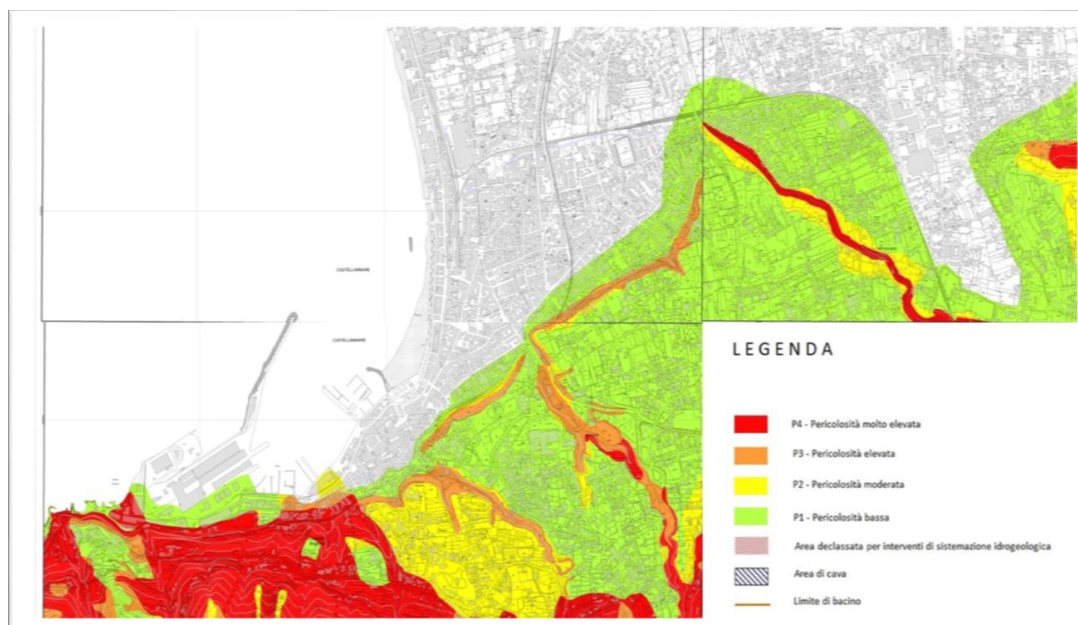 CASTELLAMMARE
CASTELLAMMARE
LEGENDA
P4 - Pericolosità molto elevata
P3 - Pericolosità elevata
P2 - Pericolosità moderata
P1 - Pericolosità bassa
Area declassata per interventi di sistemazione idrogeologica
Area di cava
Limite di bacino